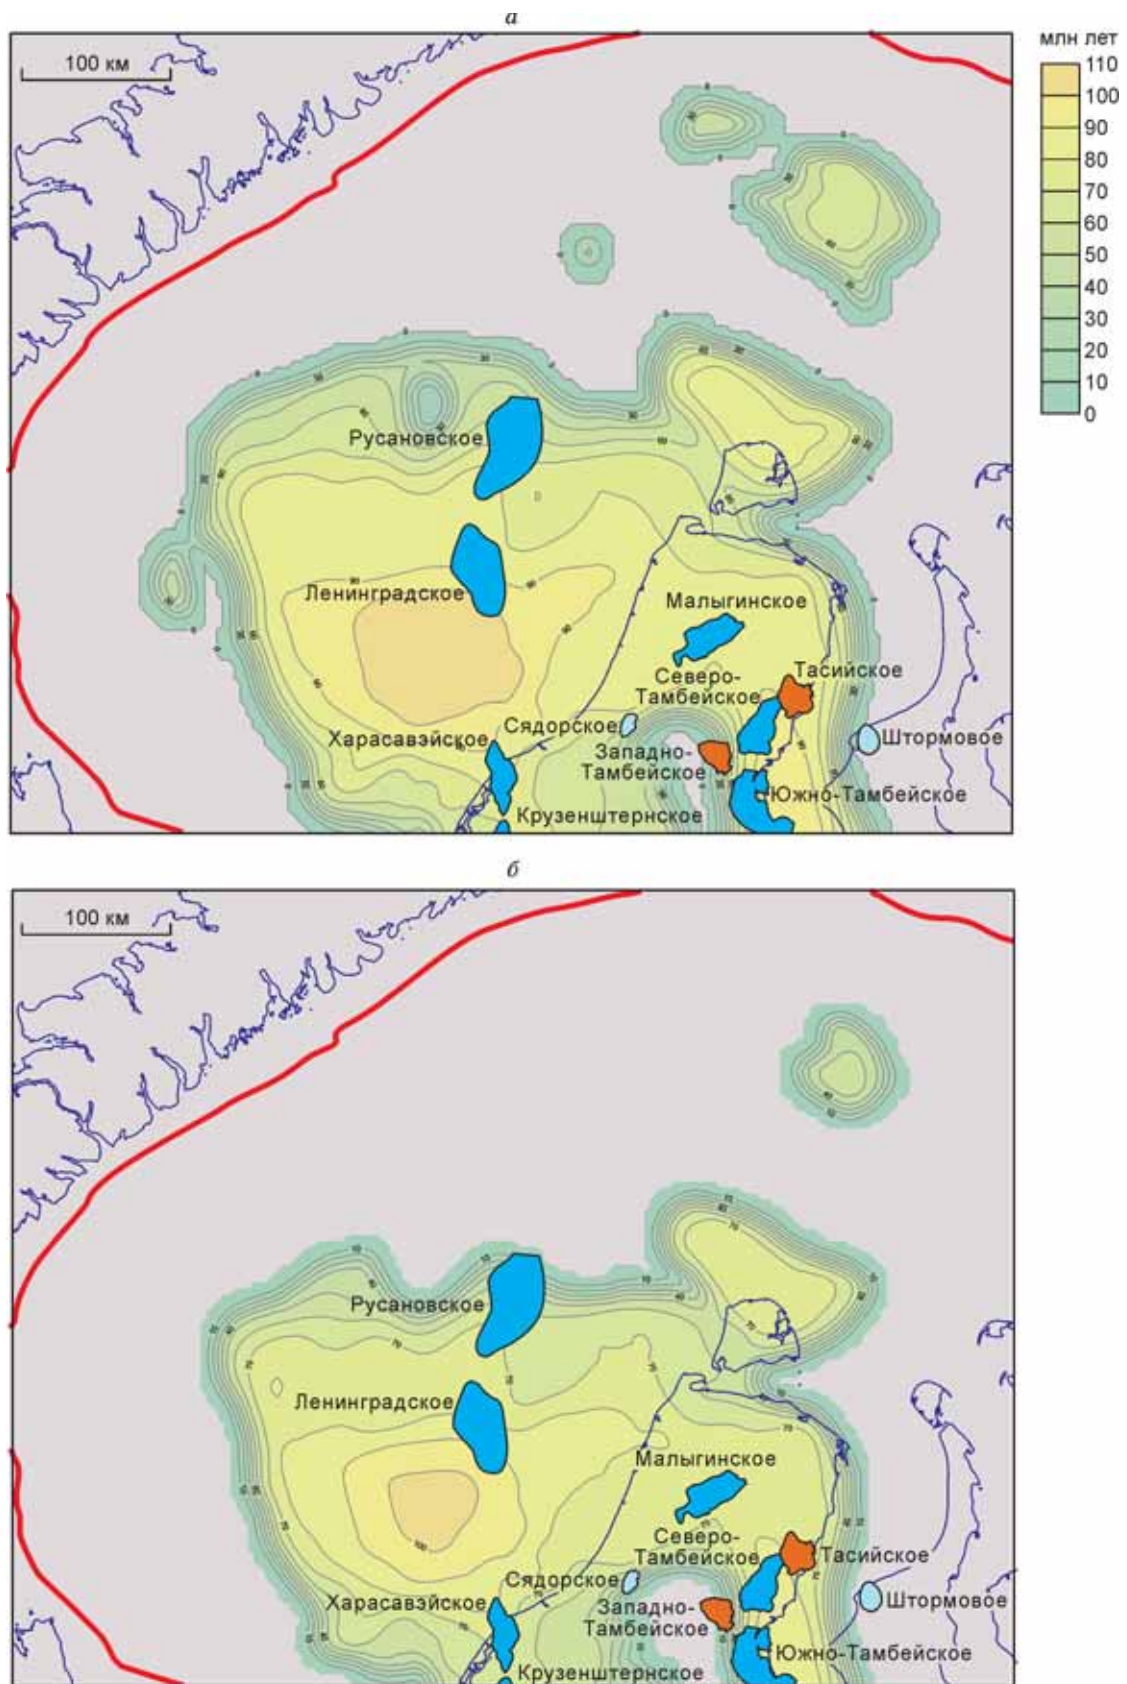 а
100 км
млн лет
110
100
90
80
70
60
50
40
30
20
10
0
Русановское
Ленинградское
Малыгинское
Северо-
Тамбейское
Тасийское
Сядорское
Харасавэйское
Западно-
Тамбейское
Штормовое
Южно-Тамбейское
Крузенштернское
б
100 км
Русановское
Ленинградское
Малыгинское
Северо-
Тамбейское
Тасийское
Сядорское
Харасавэйское
Западно-
Тамбейское
Штормовое
Южно-Тамбейское
Крузенштернское